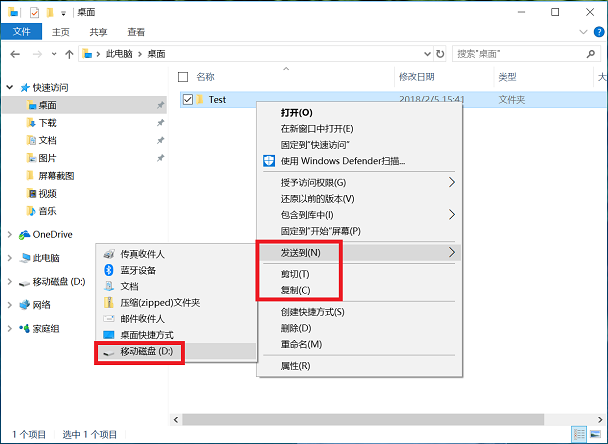 桌面
文件 主页 共享 查看
此电脑 桌面
搜索"桌面"
名称 修改日期 类型 大
快速访问
桌面
下载
文档
图片
屏幕截图
视频
音乐
OneDrive
此电脑
移动磁盘 (D:)
网络
家庭组
Test 2018/2/5 15:41 文件夹
打开(O)
在新窗口中打开(E)
固定到"快速访问"
使用 Windows Defender扫描...
授予访问权限(G)
还原以前的版本(V)
包含到库中(I)
固定到"开始"屏幕(P)
发送到(N)
剪切(T)
复制(C)
创建快捷方式(S)
删除(D)
重命名(M)
属性(R)
传真收件人
蓝牙设备
文档
压缩(zipped)文件夹
邮件收件人
桌面快捷方式
移动磁盘 (D:)
1 个项目 选中 1 个项目